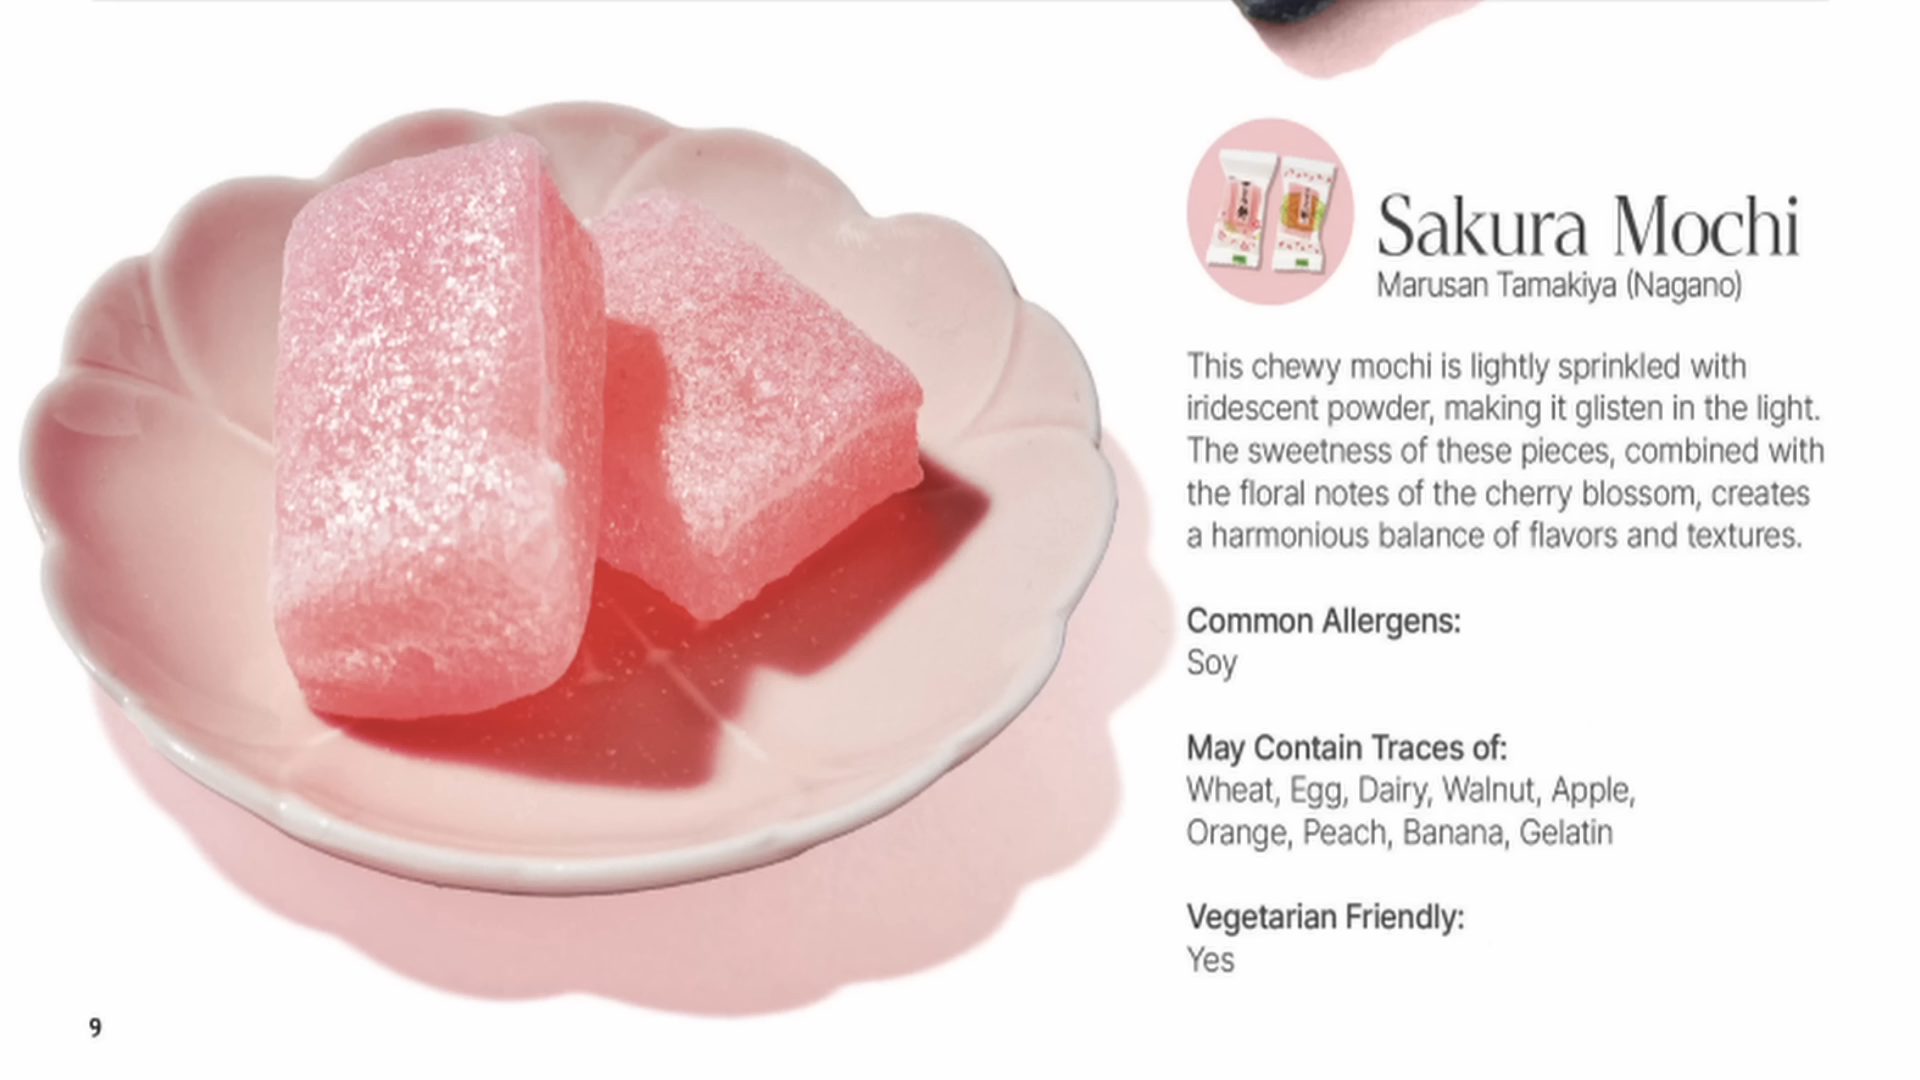 Sakura Mochi
Marusan Tamakiya (Nagano)
This chewy mochi is lightly sprinkled with
iridescent powder, making it glisten in the light.
The sweetness of these pieces, combined with
the floral notes of the cherry blossom, creates
a harmonious balance of flavors and textures.
Common Allergens:
Soy
May Contain Traces of:
Wheat, Egg, Dairy, Walnut, Apple,
Orange, Peach, Banana, Gelatin
Vegetarian Friendly:
Yes
9